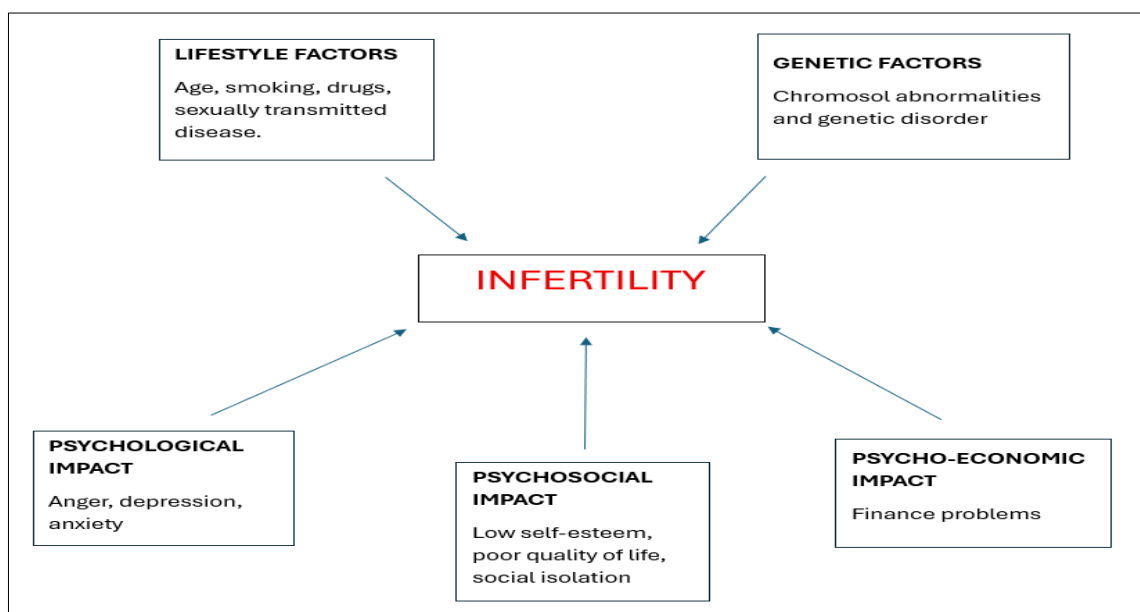 LIFESTYLE FACTORS
Age, smoking, drugs,
sexually transmitted
disease.
GENETIC FACTORS
Chromosol abnormalities
and genetic disorder
INFERTILITY
PSYCHOLOGICAL
IMPACT
Anger, depression,
anxiety
PSYCHOSOCIAL
IMPACT
Low self-esteem,
poor quality of life,
social isolation
PSYCHO-ECONOMIC
IMPACT
Finance problems